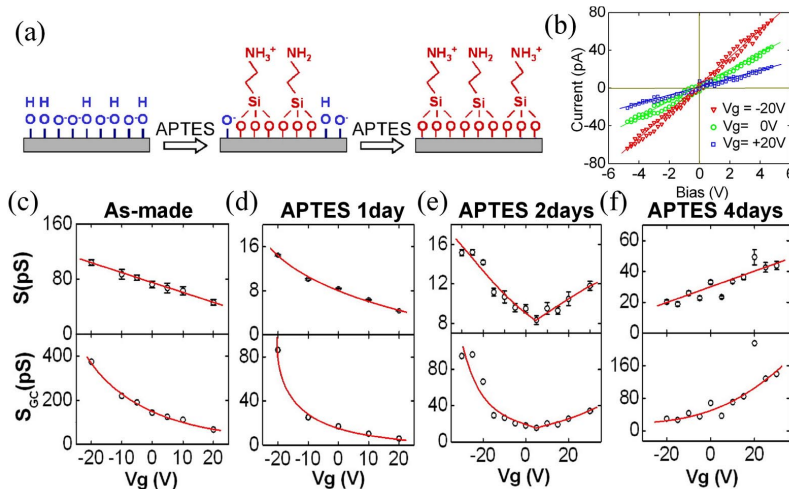 (a)
NH3+ NH2 NH3+ NH2 NH3+
H H H H H H H
Si Si Si Si Si
O O O- O O- O O- O O- O O O O O O O O O- O O O O O O O O O
APTES APTES
(b)
Current (pA)
80
40
0
-40
-80
-6 -4 -2 0 2 4 6
Bias (V)
Vg = -20V
Vg= 0V
Vg= +20V
(c) As-made
S(pS)
160
80
0
SGC(pS)
400
200
0
-20 -10 0 10 20
Vg (V)
(d) APTES 1day
16
8
0
80
40
0
-20 -10 0 10 20
Vg (V)
(e) APTES 2days
16
12
8
80
40
0
-20 0 20
Vg (V)
(f) APTES 4days
60
40
20
0
160
80
0
-20 0 20
Vg (V)